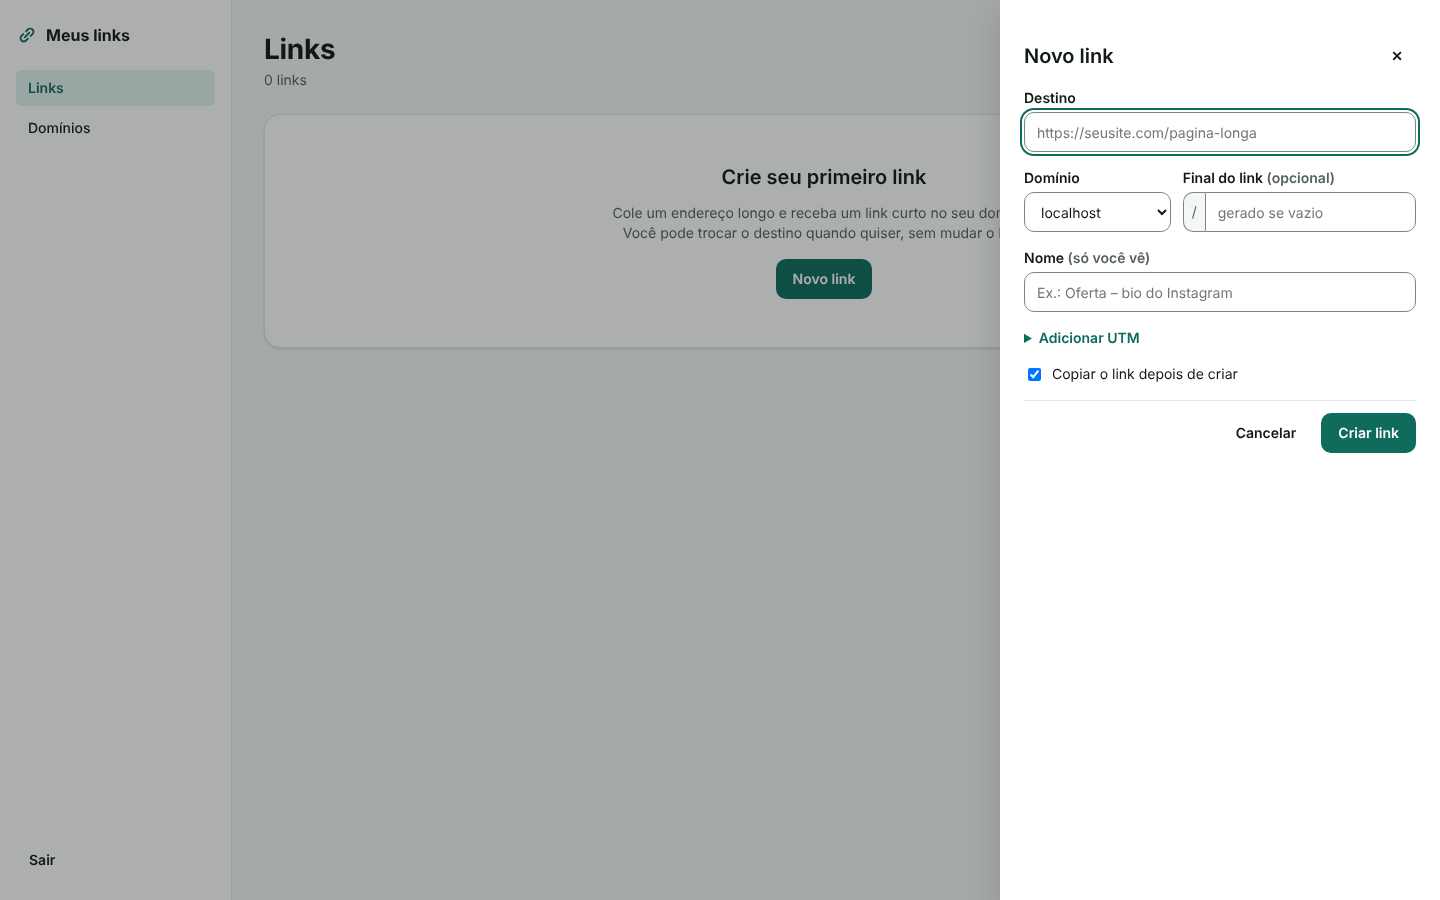 Meus links
Links
Domínios
Sair
Links
0 links
Crie seu primeiro link
Cole um endereço longo e receba um link curto no seu
Você pode trocar o destino quando quiser, sem mudar o
Novo link
Novo link
×
Destino
https://seusite.com/pagina-longa
Domínio
localhost
Final do link (opcional)
/ gerado se vazio
Nome (só você vê)
Ex.: Oferta – bio do Instagram
Adicionar UTM
Copiar o link depois de criar
Cancelar
Criar link